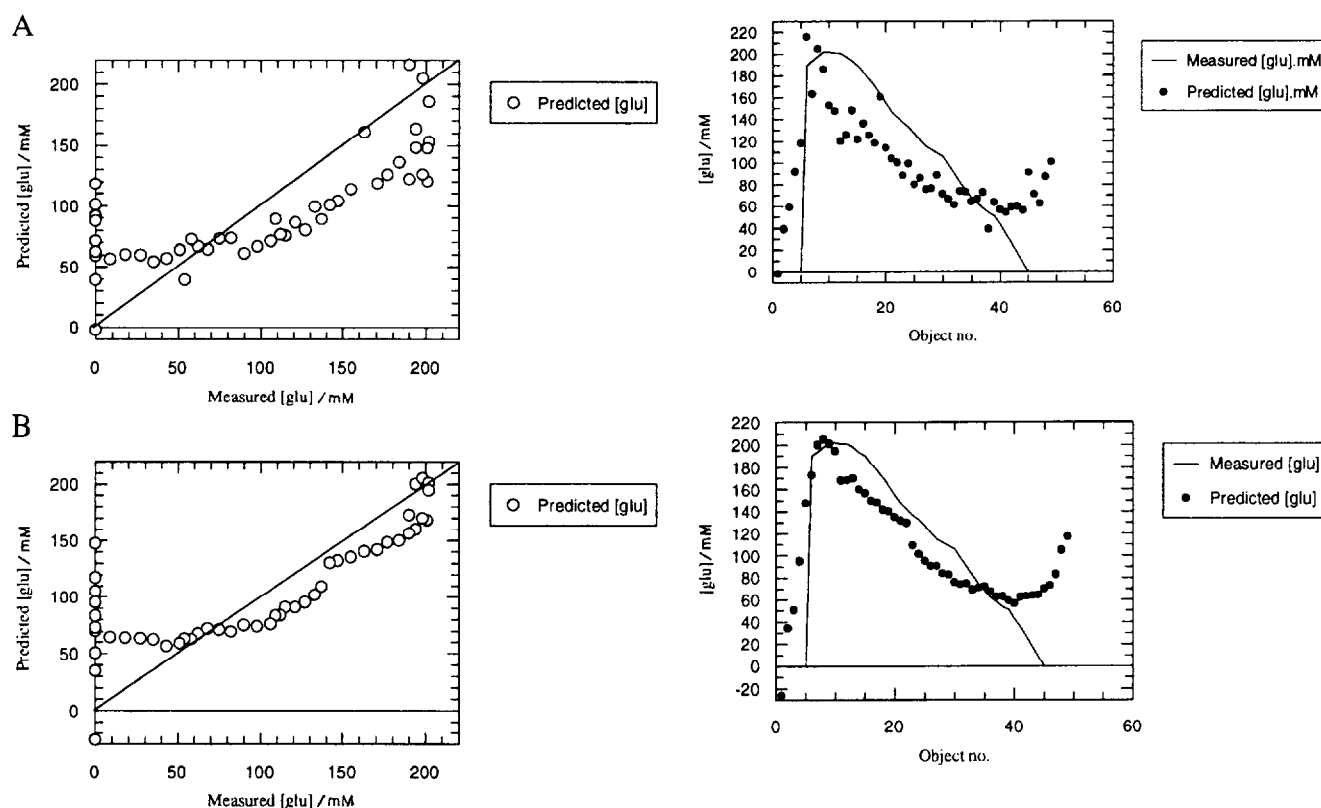 A
Predicted [glu] / mM
200
150
100
50
0
0 50 100 150 200
Measured [glu] / mM
Predicted [glu]
[glu]/mM
220
200
180
160
140
120
100
80
60
40
20
0
0 20 40 60
Object no.
Measured [glu].mM
Predicted [glu].mM
B
Predicted [glu] / mM
200
150
100
50
0
0 50 100 150 200
Measured [glu] / mM
Predicted [glu]
[glu]/mM
220
200
180
160
140
120
100
80
60
40
20
0
-20
0 20 40 60
Object no.
Measured [glu]
Predicted [glu]